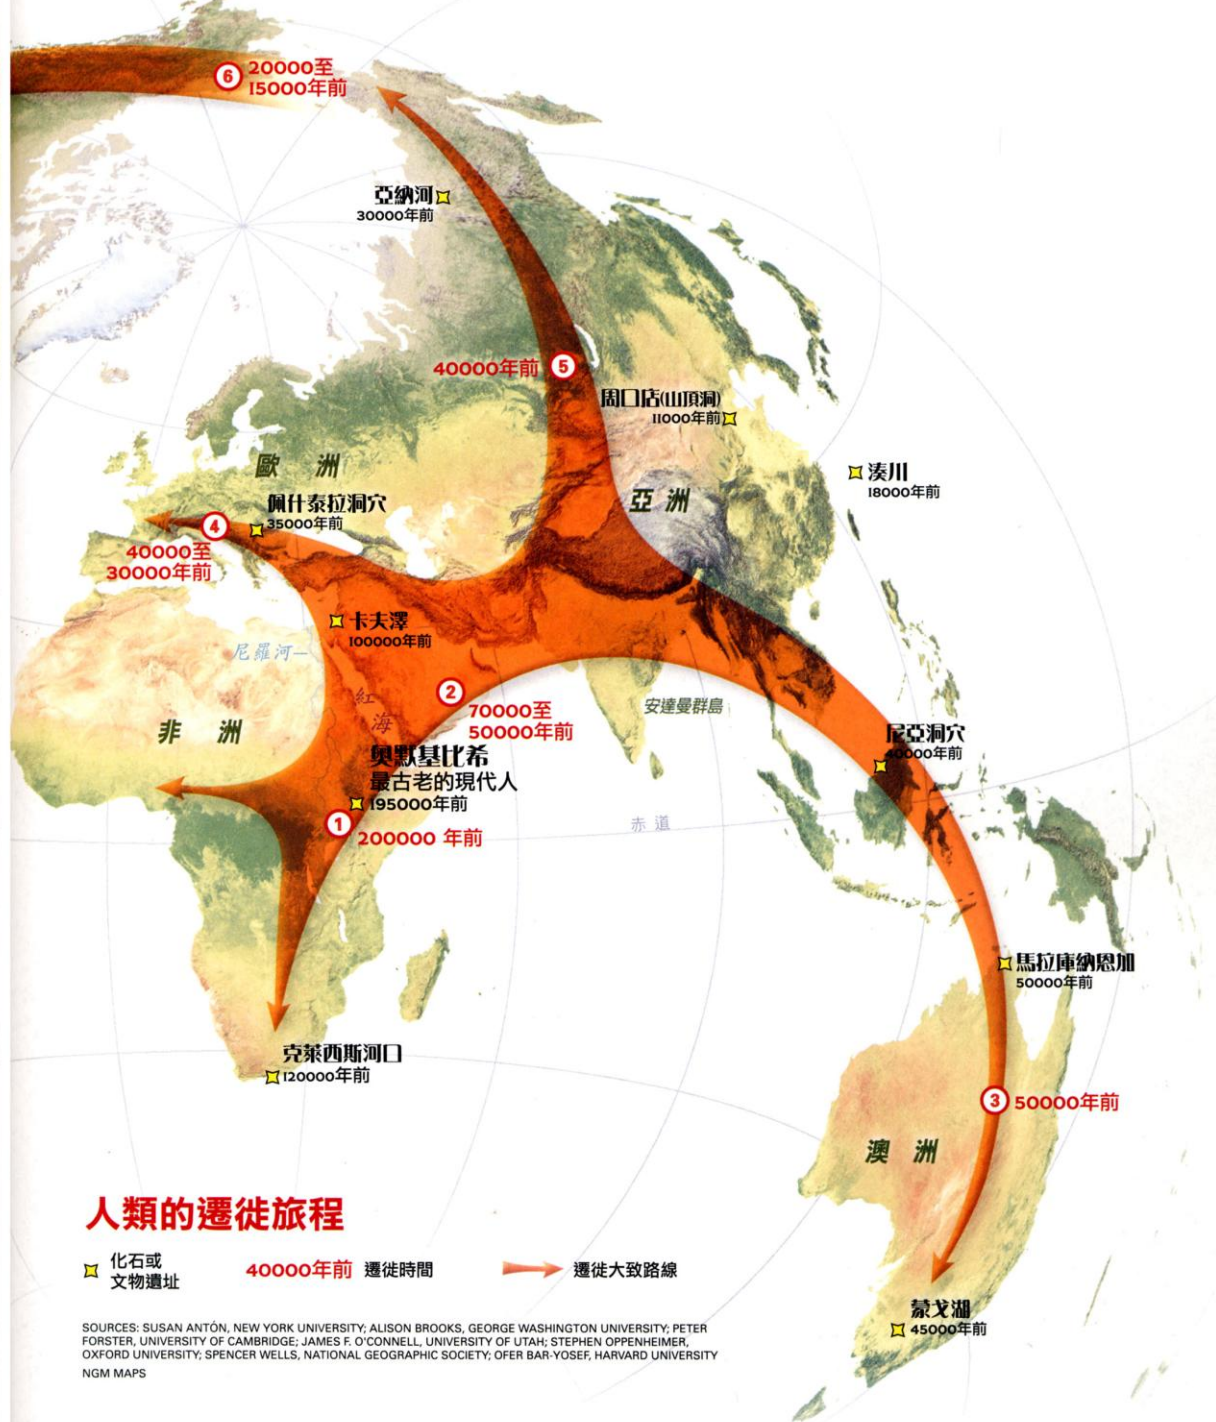 6
20000至
15000年前
亞納河
30000年前
40000年前
5
周口店(山頂洞)
11000年前
湊川
18000年前
歐 洲
亞 洲
佩什泰拉洞穴
35000年前
4
40000至
30000年前
卡夫澤
100000年前
尼羅河
紅
海
2
70000至
50000年前
安達曼群島
非 洲
尼亞洞穴
40000年前
奧默基比希
最古老的現代人
195000年前
1
200000 年前
赤 道
馬拉庫納恩加
50000年前
克萊西斯河口
120000年前
3
50000年前
澳 洲
人類的遷徙旅程
化石或
文物遺址
40000年前 遷徙時間
遷徙大致路線
蒙戈湖
45000年前
SOURCES: SUSAN ANTÓN, NEW YORK UNIVERSITY; ALISON BROOKS, GEORGE WASHINGTON UNIVERSITY; PETER
FORSTER, UNIVERSITY OF CAMBRIDGE; JAMES F. O'CONNELL, UNIVERSITY OF UTAH; STEPHEN OPPENHEIMER,
OXFORD UNIVERSITY; SPENCER WELLS, NATIONAL GEOGRAPHIC SOCIETY; OFER BAR-YOSEF, HARVARD UNIVERSITY
NGM MAPS